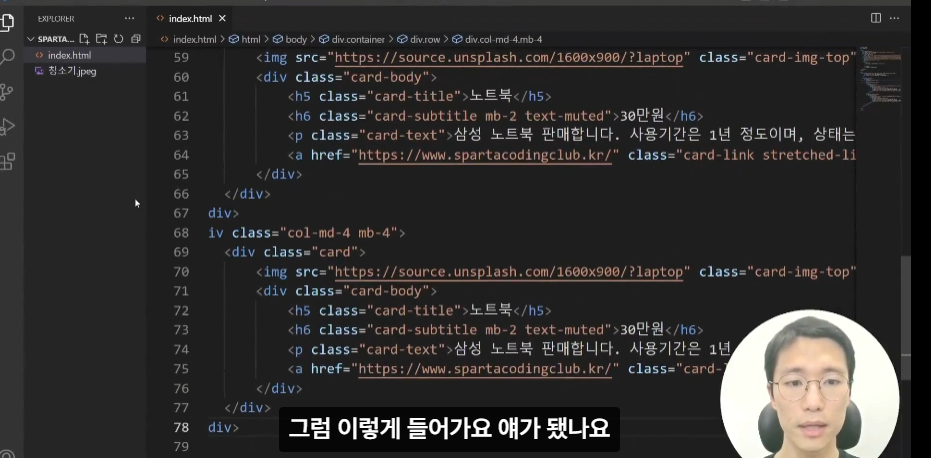 EXPLORER
index.html
SPARTA...
index.html
침소기.jpeg
index.html > html > body > div.container > div.row > div.col-md-4.mb-4
59 <img src="https://source.unsplash.com/1600x900/?laptop" class="card-img-top"
60 <div class="card-body">
61 <h5 class="card-title">노트북</h5>
62 <h6 class="card-subtitle mb-2 text-muted">30만원</h6>
63 <p class="card-text">삼성 노트북 판매합니다. 사용기간은 1년 정도이며, 상태는
64 <a href="https://www.spartacodingclub.kr/" class="card-link stretched-li
65 </div>
66 </div>
67 div>
68 iv class="col-md-4 mb-4">
69 <div class="card">
70 <img src="https://source.unsplash.com/1600x900/?laptop" class="card-img-top"
71 <div class="card-body">
72 <h5 class="card-title">노트북</h5>
73 <h6 class="card-subtitle mb-2 text-muted">30만원</h6>
74 <p class="card-text">삼성 노트북 판매합니다. 사용기간은 1년
75 <a href="https://www.spartacodingclub.kr/" class="card-l
76 </div>
77 </div>
78 div>
79
그럼 이렇게 들어가요 얘가 됐나요